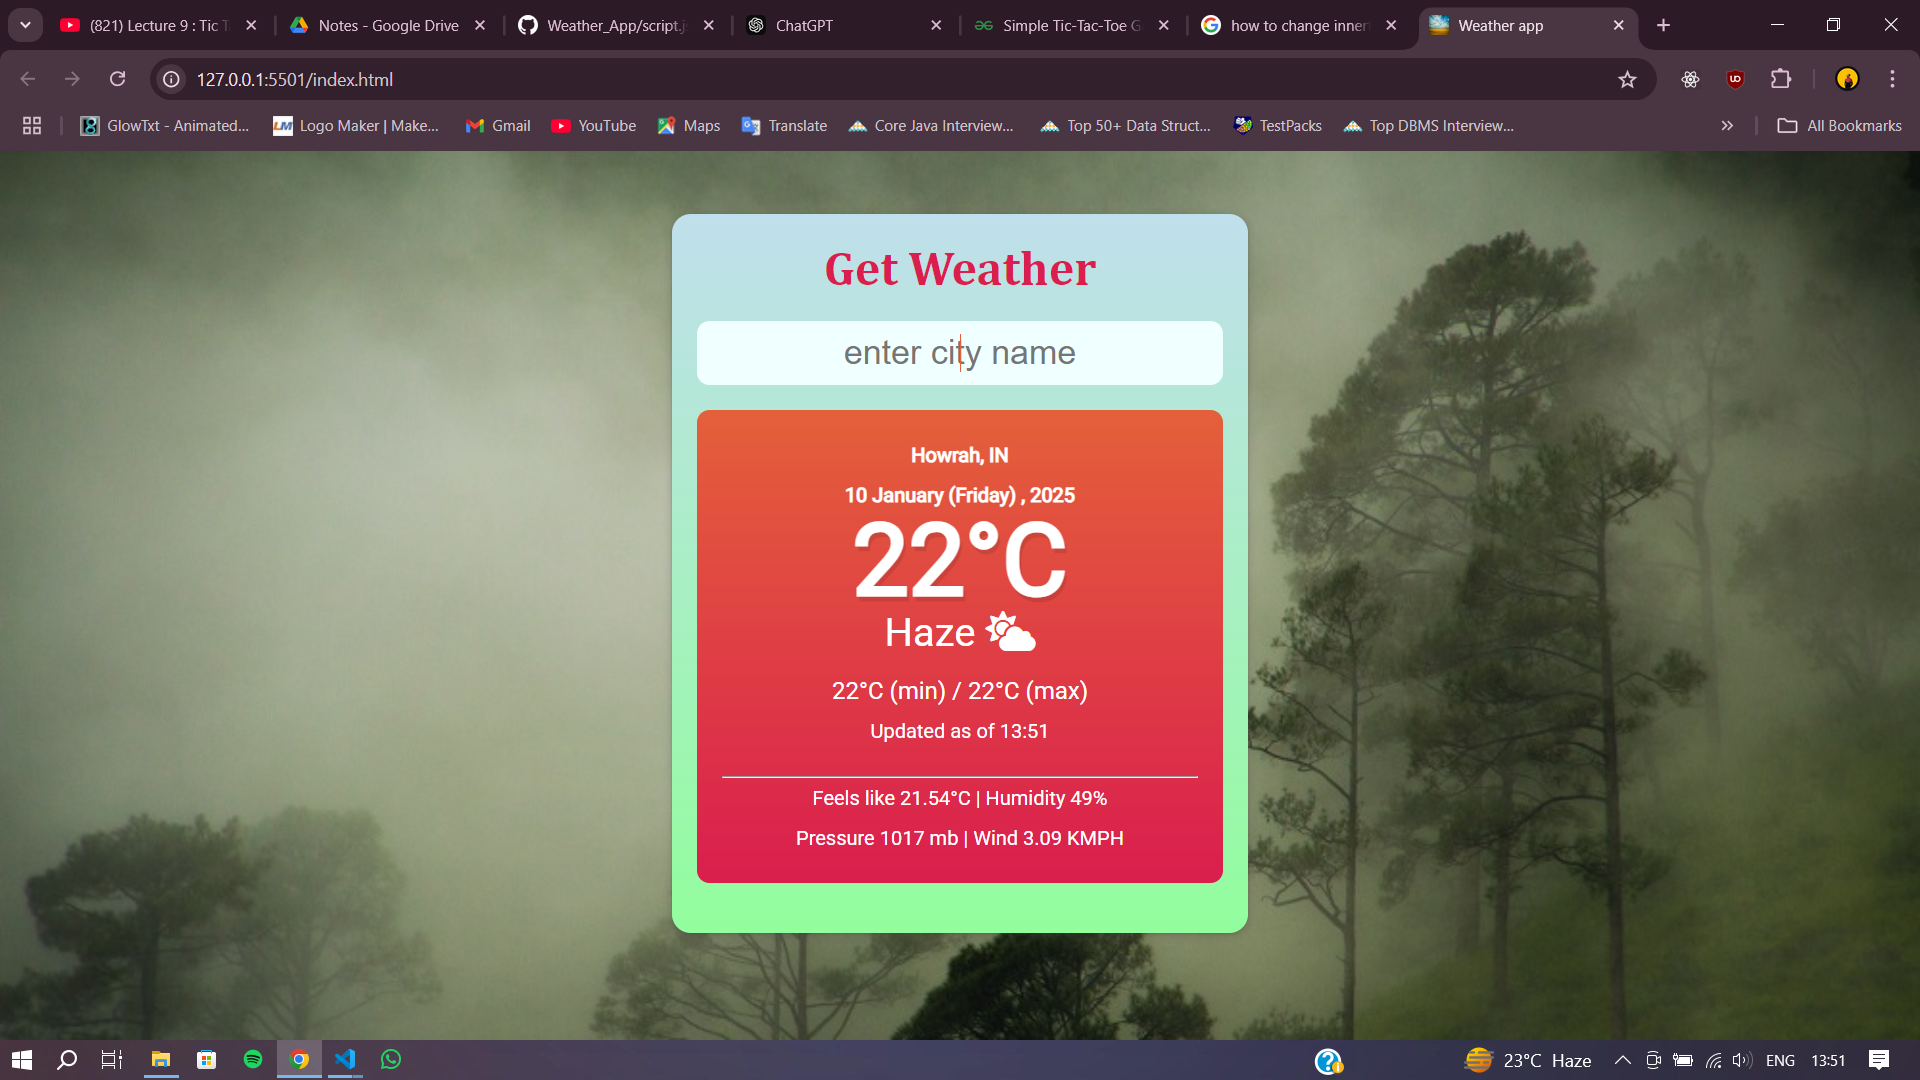 (821) Lecture 9 : Tic T
Notes - Google Drive
Weather_App/script.js
ChatGPT
Simple Tic-Tac-Toe G
how to change inner
Weather app
127.0.0.1:5501/index.html
GlowTxt - Animated...
LM
Logo Maker | Make...
Gmail
YouTube
Maps
Translate
Core Java Interview...
Top 50+ Data Struct...
TestPacks
Top DBMS Interview...
All Bookmarks
Get Weather
enter city name
Howrah, IN
10 January (Friday) , 2025
22°C
Haze
22°C (min) / 22°C (max)
Updated as of 13:51
Feels like 21.54°C | Humidity 49%
Pressure 1017 mb | Wind 3.09 KMPH
23°C Haze
ENG
13:51